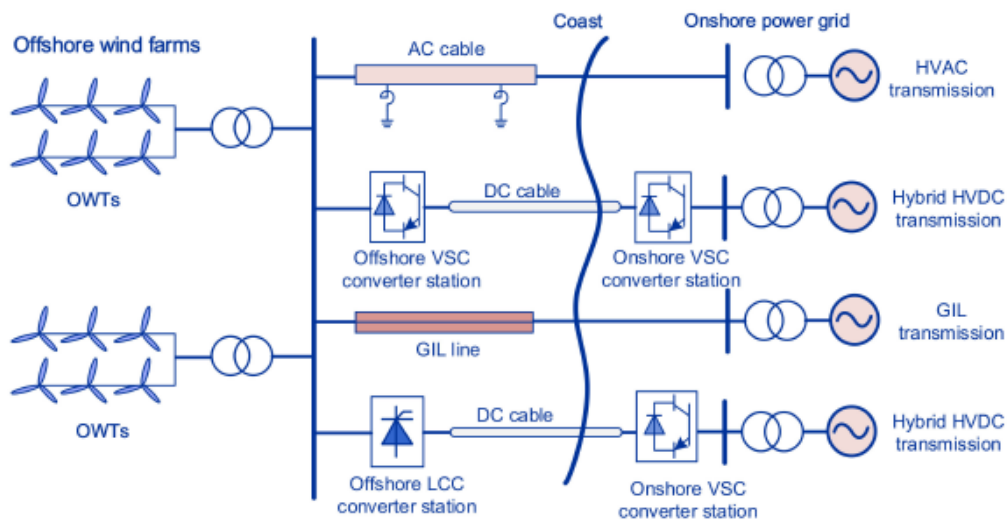 Offshore wind farms
AC cable
Coast
Onshore power grid
HVAC
transmission
OWTs
DC cable
Hybrid HVDC
transmission
Offshore VSC
converter station
Onshore VSC
converter station
GIL line
GIL
transmission
OWTs
DC cable
Hybrid HVDC
transmission
Offshore LCC
converter station
Onshore VSC
converter station